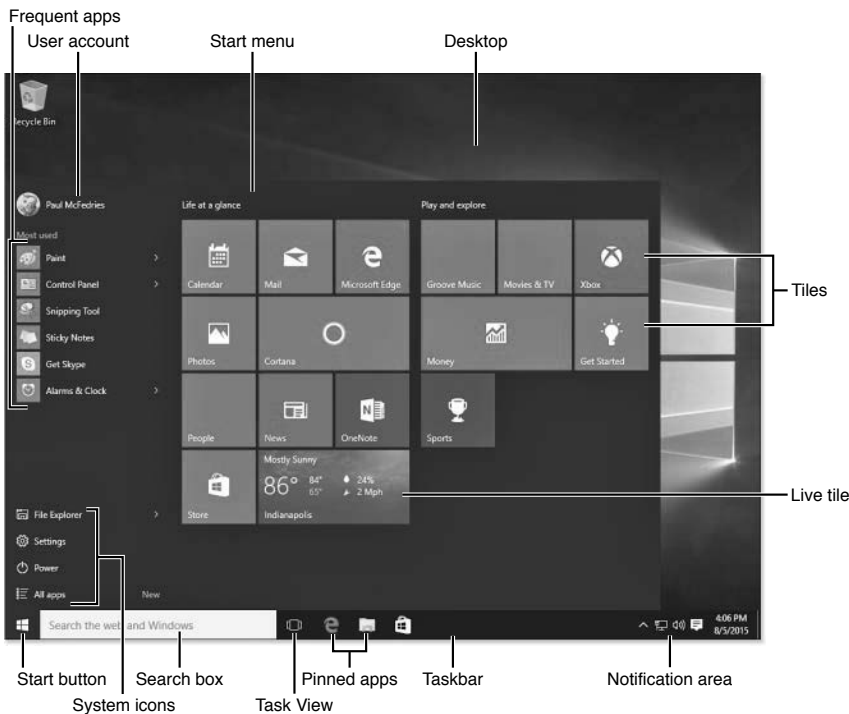 Frequent apps
User account
Start menu
Desktop
Recycle Bin
Paul McFedries
Most used
Paint
Control Panel
Snipping Tool
Sticky Notes
Get Skype
Alarms & Clock
File Explorer
Settings
Power
All apps
New
Life at a glance
Calendar
Mail
Microsoft Edge
Photos
Cortana
People
News
OneNote
Store
Mostly Sunny
86° 84° 24%
65° 2 Mph
Indianapolis
Play and explore
Groove Music
Movies & TV
Xbox
Money
Get Started
Sports
Tiles
Live tile
Search the web and Windows
4:06 PM
8/5/2015
Start button
Search box
Pinned apps
Taskbar
Notification area
System icons
Task View